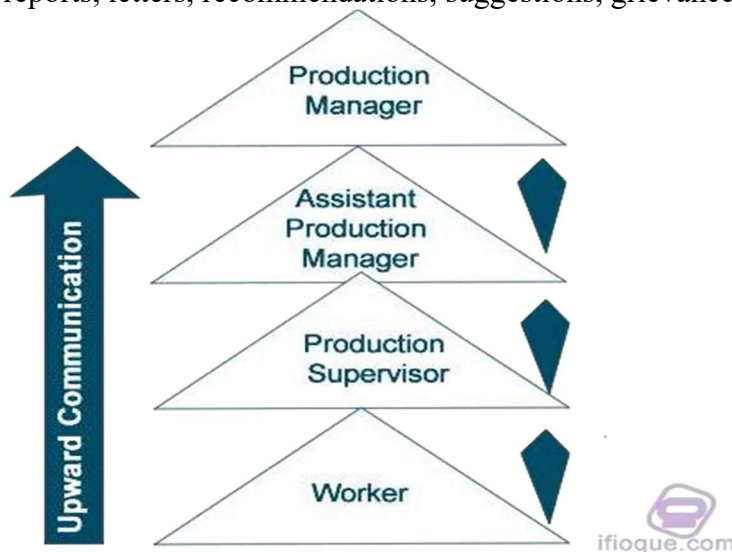 reports, letters, recommendations, suggestions, grievance
Production
Manager
Assistant
Production
Manager
Production
Supervisor
Worker
Upward Communication
ifioque.com